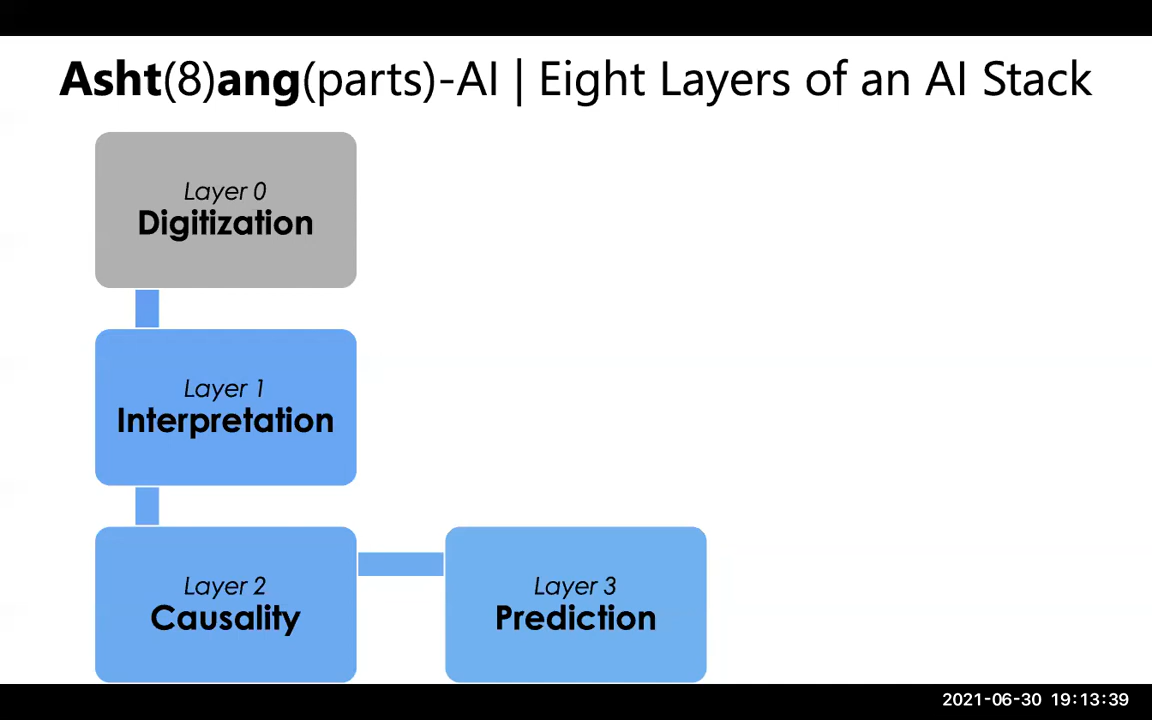 Asht(8)ang(parts)-AI | Eight Layers of an AI Stack
Layer 0
Digitization
Layer 1
Interpretation
Layer 2
Causality
Layer 3
Prediction
2021-06-30 19:13:39